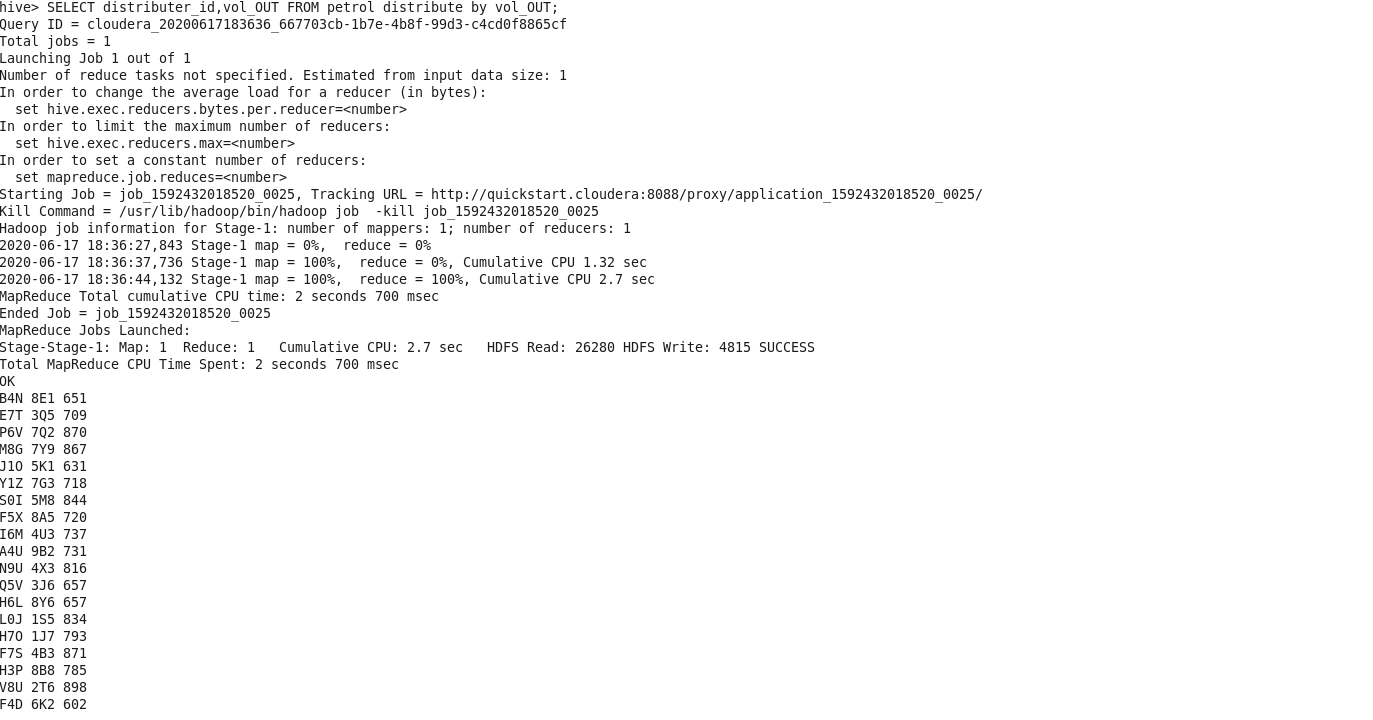 hive> SELECT distributer_id,vol_OUT FROM petrol distribute by vol_OUT;
Query ID = cloudera_20200617183636_667703cb-1b7e-4b8f-99d3-c4cd0f8865cf
Total jobs = 1
Launching Job 1 out of 1
Number of reduce tasks not specified. Estimated from input data size: 1
In order to change the average load for a reducer (in bytes):
  set hive.exec.reducers.bytes.per.reducer=<number>
In order to limit the maximum number of reducers:
  set hive.exec.reducers.max=<number>
In order to set a constant number of reducers:
  set mapreduce.job.reduces=<number>
Starting Job = job_1592432018520_0025, Tracking URL = http://quickstart.cloudera:8088/proxy/application_1592432018520_0025/
Kill Command = /usr/lib/hadoop/bin/hadoop job  -kill job_1592432018520_0025
Hadoop job information for Stage-1: number of mappers: 1; number of reducers: 1
2020-06-17 18:36:27,843 Stage-1 map = 0%,  reduce = 0%
2020-06-17 18:36:37,736 Stage-1 map = 100%,  reduce = 0%, Cumulative CPU 1.32 sec
2020-06-17 18:36:44,132 Stage-1 map = 100%,  reduce = 100%, Cumulative CPU 2.7 sec
MapReduce Total cumulative CPU time: 2 seconds 700 msec
Ended Job = job_1592432018520_0025
MapReduce Jobs Launched:
Stage-Stage-1: Map: 1  Reduce: 1   Cumulative CPU: 2.7 sec   HDFS Read: 26280 HDFS Write: 4815 SUCCESS
Total MapReduce CPU Time Spent: 2 seconds 700 msec
OK
B4N 8E1 651
E7T 3Q5 709
P6V 7Q2 870
M8G 7Y9 867
J1O 5K1 631
Y1Z 7G3 718
S0I 5M8 844
F5X 8A5 720
I6M 4U3 737
A4U 9B2 731
N9U 4X3 816
Q5V 3J6 657
H6L 8Y6 657
L0J 1S5 834
H7O 1J7 793
F7S 4B3 871
H3P 8B8 785
V8U 2T6 898
F4D 6K2 602